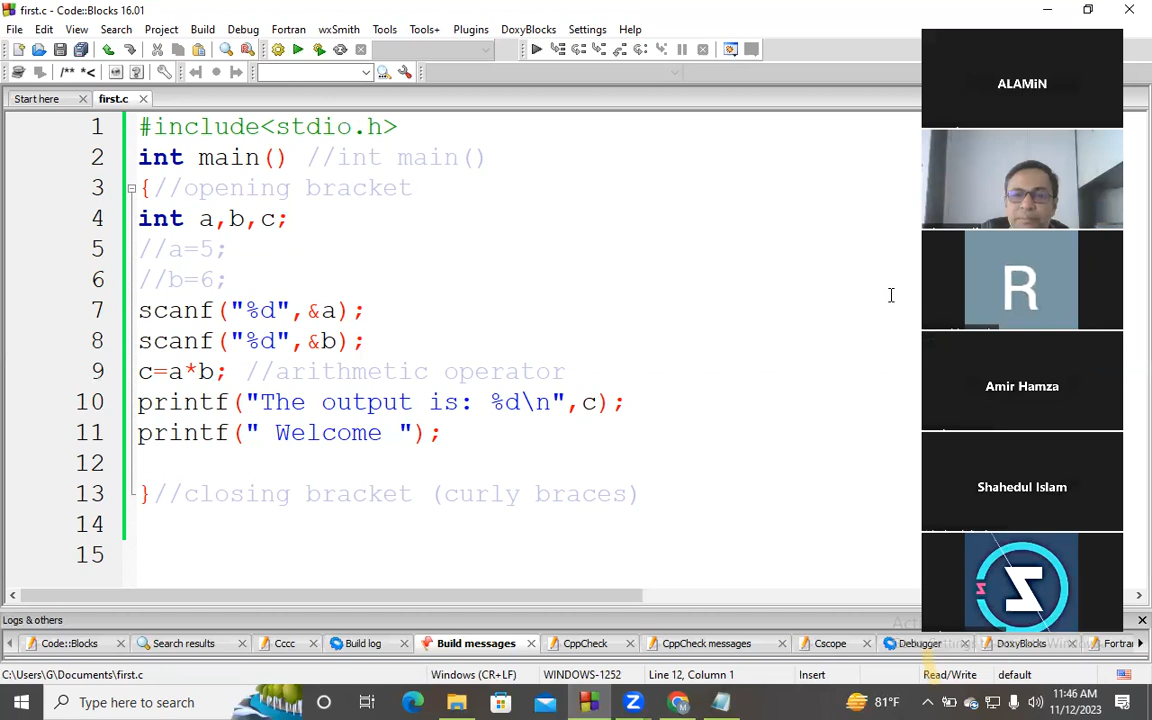 first.c - Code::Blocks 16.01
File Edit View Search Project Build Debug Fortran wxSmith Tools Tools+ Plugins DoxyBlocks Settings Help
/** *<
Start here first.c
1 #include<stdio.h>
2 int main() //int main()
3 {//opening bracket
4 int a,b,c;
5 //a=5;
6 //b=6;
7 scanf("%d",&a);
8 scanf("%d",&b);
9 c=a*b; //arithmetic operator
10 printf("The output is: %d\n",c);
11 printf(" Welcome ");
12
13 }//closing bracket (curly braces)
14
15
ALAMiN
R
Amir Hamza
Shahedul Islam
Logs & others
Code::Blocks Search results Cccc Build log Build messages CppCheck CppCheck messages Cscope Debugger DoxyBlocks Fortra
C:\Users\G\Documents\first.c Windows (CR+LF) WINDOWS-1252 Line 12, Column 1 Insert Read/Write default
Type here to search
81°F
11:46 AM
11/12/2023